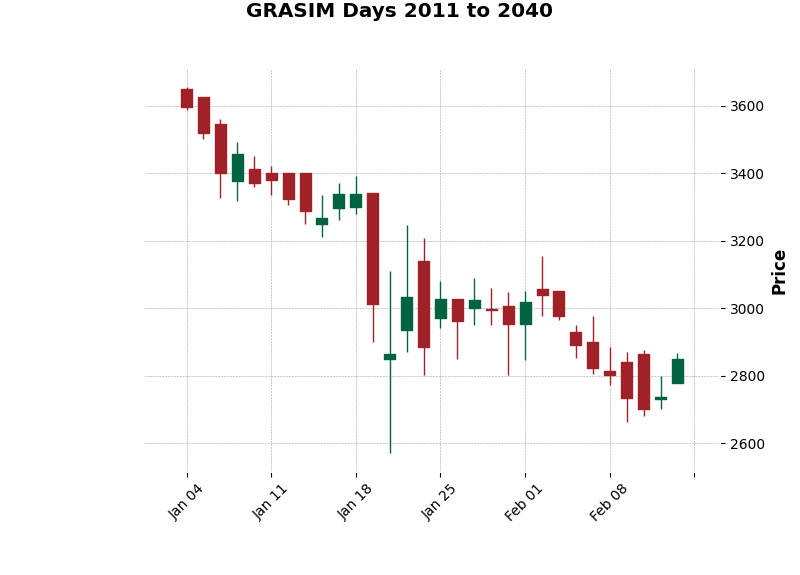 GRASIM Days 2011 to 2040
3600
3400
3200
3000
2800
2600
Price
Jan 04
Jan 11
Jan 18
Jan 25
Feb 01
Feb 08